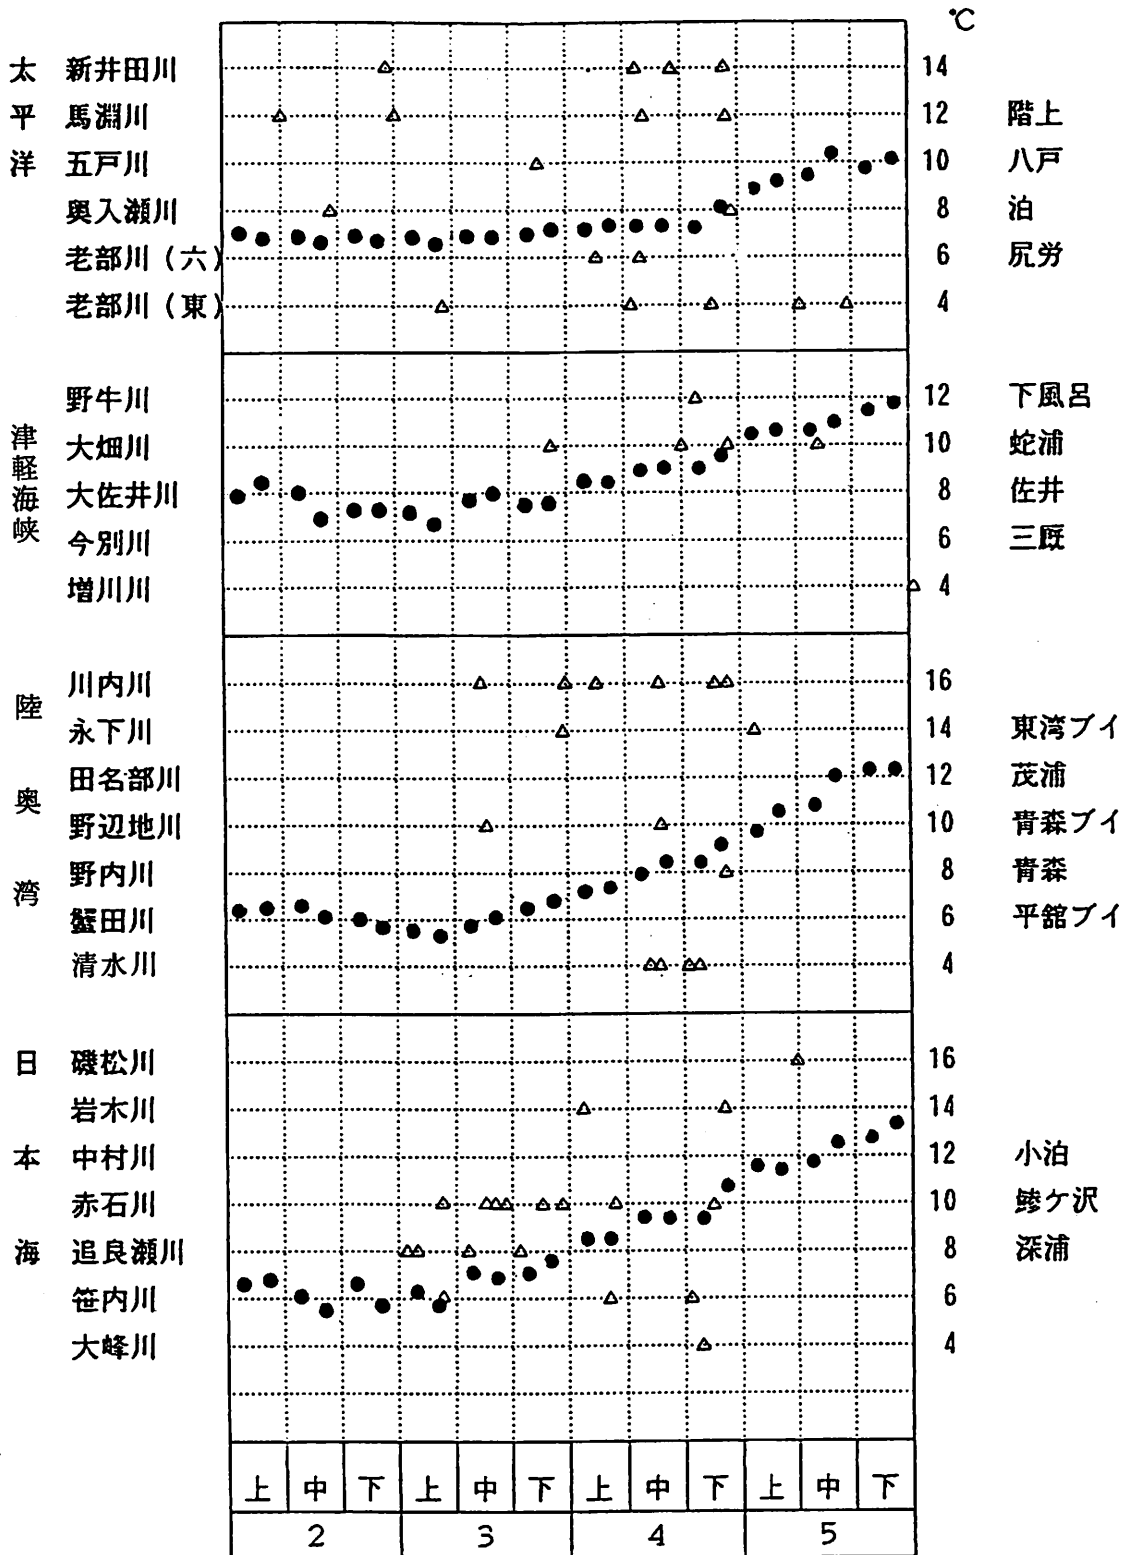 ℃
太 新井田川 14
平 馬淵川 12 階上
洋 五戸川 10 八戸
奥入瀬川 8 泊
老部川(六) 6 尻労
老部川(東) 4
津軽海峡
野牛川 12 下風呂
大畑川 10 蛇浦
大佐井川 8 佐井
今別川 6 三厩
増川川 4
陸 川内川 16
永下川 14 東湾ブイ
奥 田名部川 12 茂浦
野辺地川 10 青森ブイ
湾 野内川 8 青森
蟹田川 6 平舘ブイ
清水川 4
日 磯松川 16
岩木川 14
本 中村川 12 小泊
赤石川 10 鰺ケ沢
海 追良瀬川 8 深浦
笹内川 6
大峰川 4
上 中 下 上 中 下 上 中 下 上 中 下
2 3 4 5